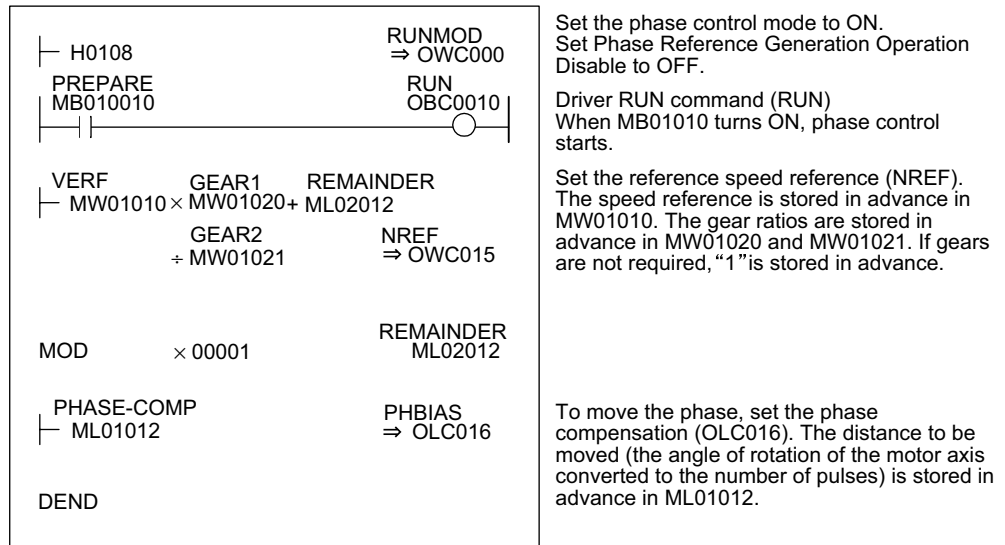 RUNMOD
H0108 ⇒ OWC000
PREPARE RUN
MB010010 OBC0010
VERF GEAR1 REMAINDER
MW01010 × MW01020 + ML02012
GEAR2 NREF
÷ MW01021 ⇒ OWC015
REMAINDER
MOD × 00001 ML02012
PHASE-COMP PHBIAS
ML01012 ⇒ OLC016
DEND
Set the phase control mode to ON.
Set Phase Reference Generation Operation
Disable to OFF.
Driver RUN command (RUN)
When MB01010 turns ON, phase control
starts.
Set the reference speed reference (NREF).
The speed reference is stored in advance in
MW01010. The gear ratios are stored in
advance in MW01020 and MW01021. If gears
are not required, “1” is stored in advance.
To move the phase, set the phase
compensation (OLC016). The distance to be
moved (the angle of rotation of the motor axis
converted to the number of pulses) is stored in
advance in ML01012.